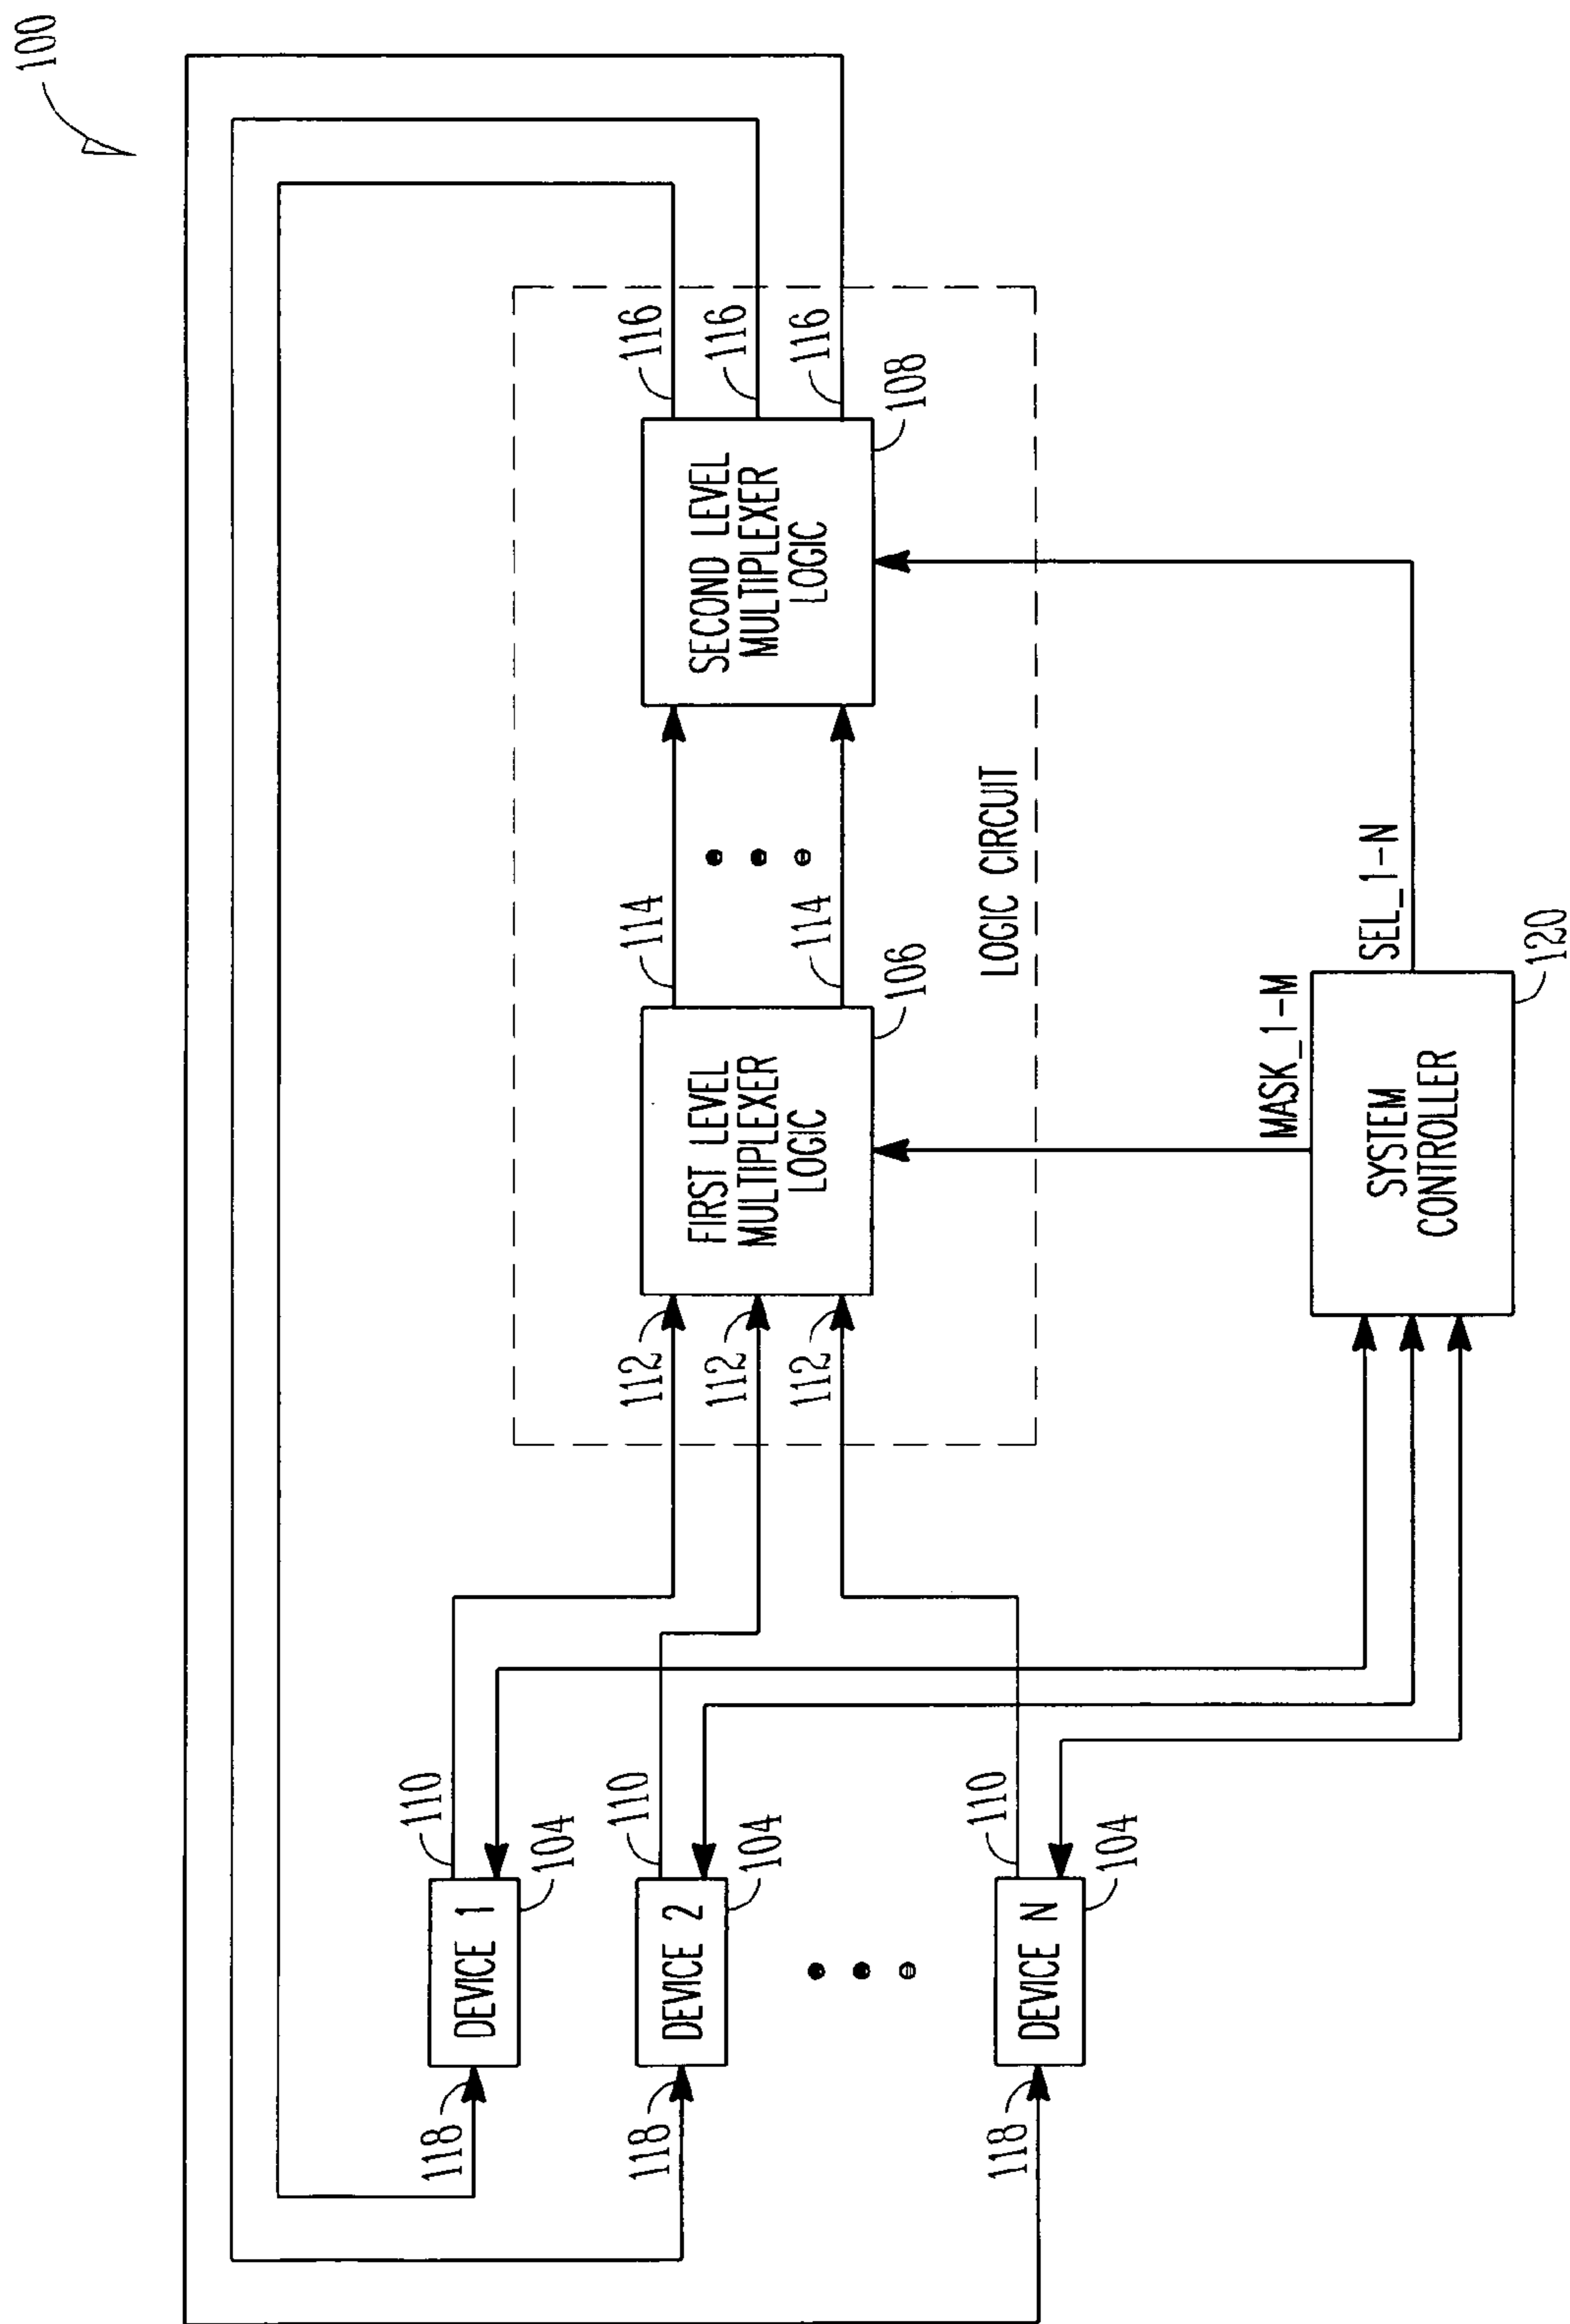 100
118
DEVICE 1
104
110
118
DEVICE 2
104
110
118
DEVICE N
104
110
112
112
112
FIRST LEVEL
MULTIPLEXER
LOGIC
106
114
114
SECOND LEVEL
MULTIPLEXER
LOGIC
108
116
116
116
LOGIC CIRCUIT
MASK_1-M
SEL_1-N
SYSTEM
CONTROLLER
120